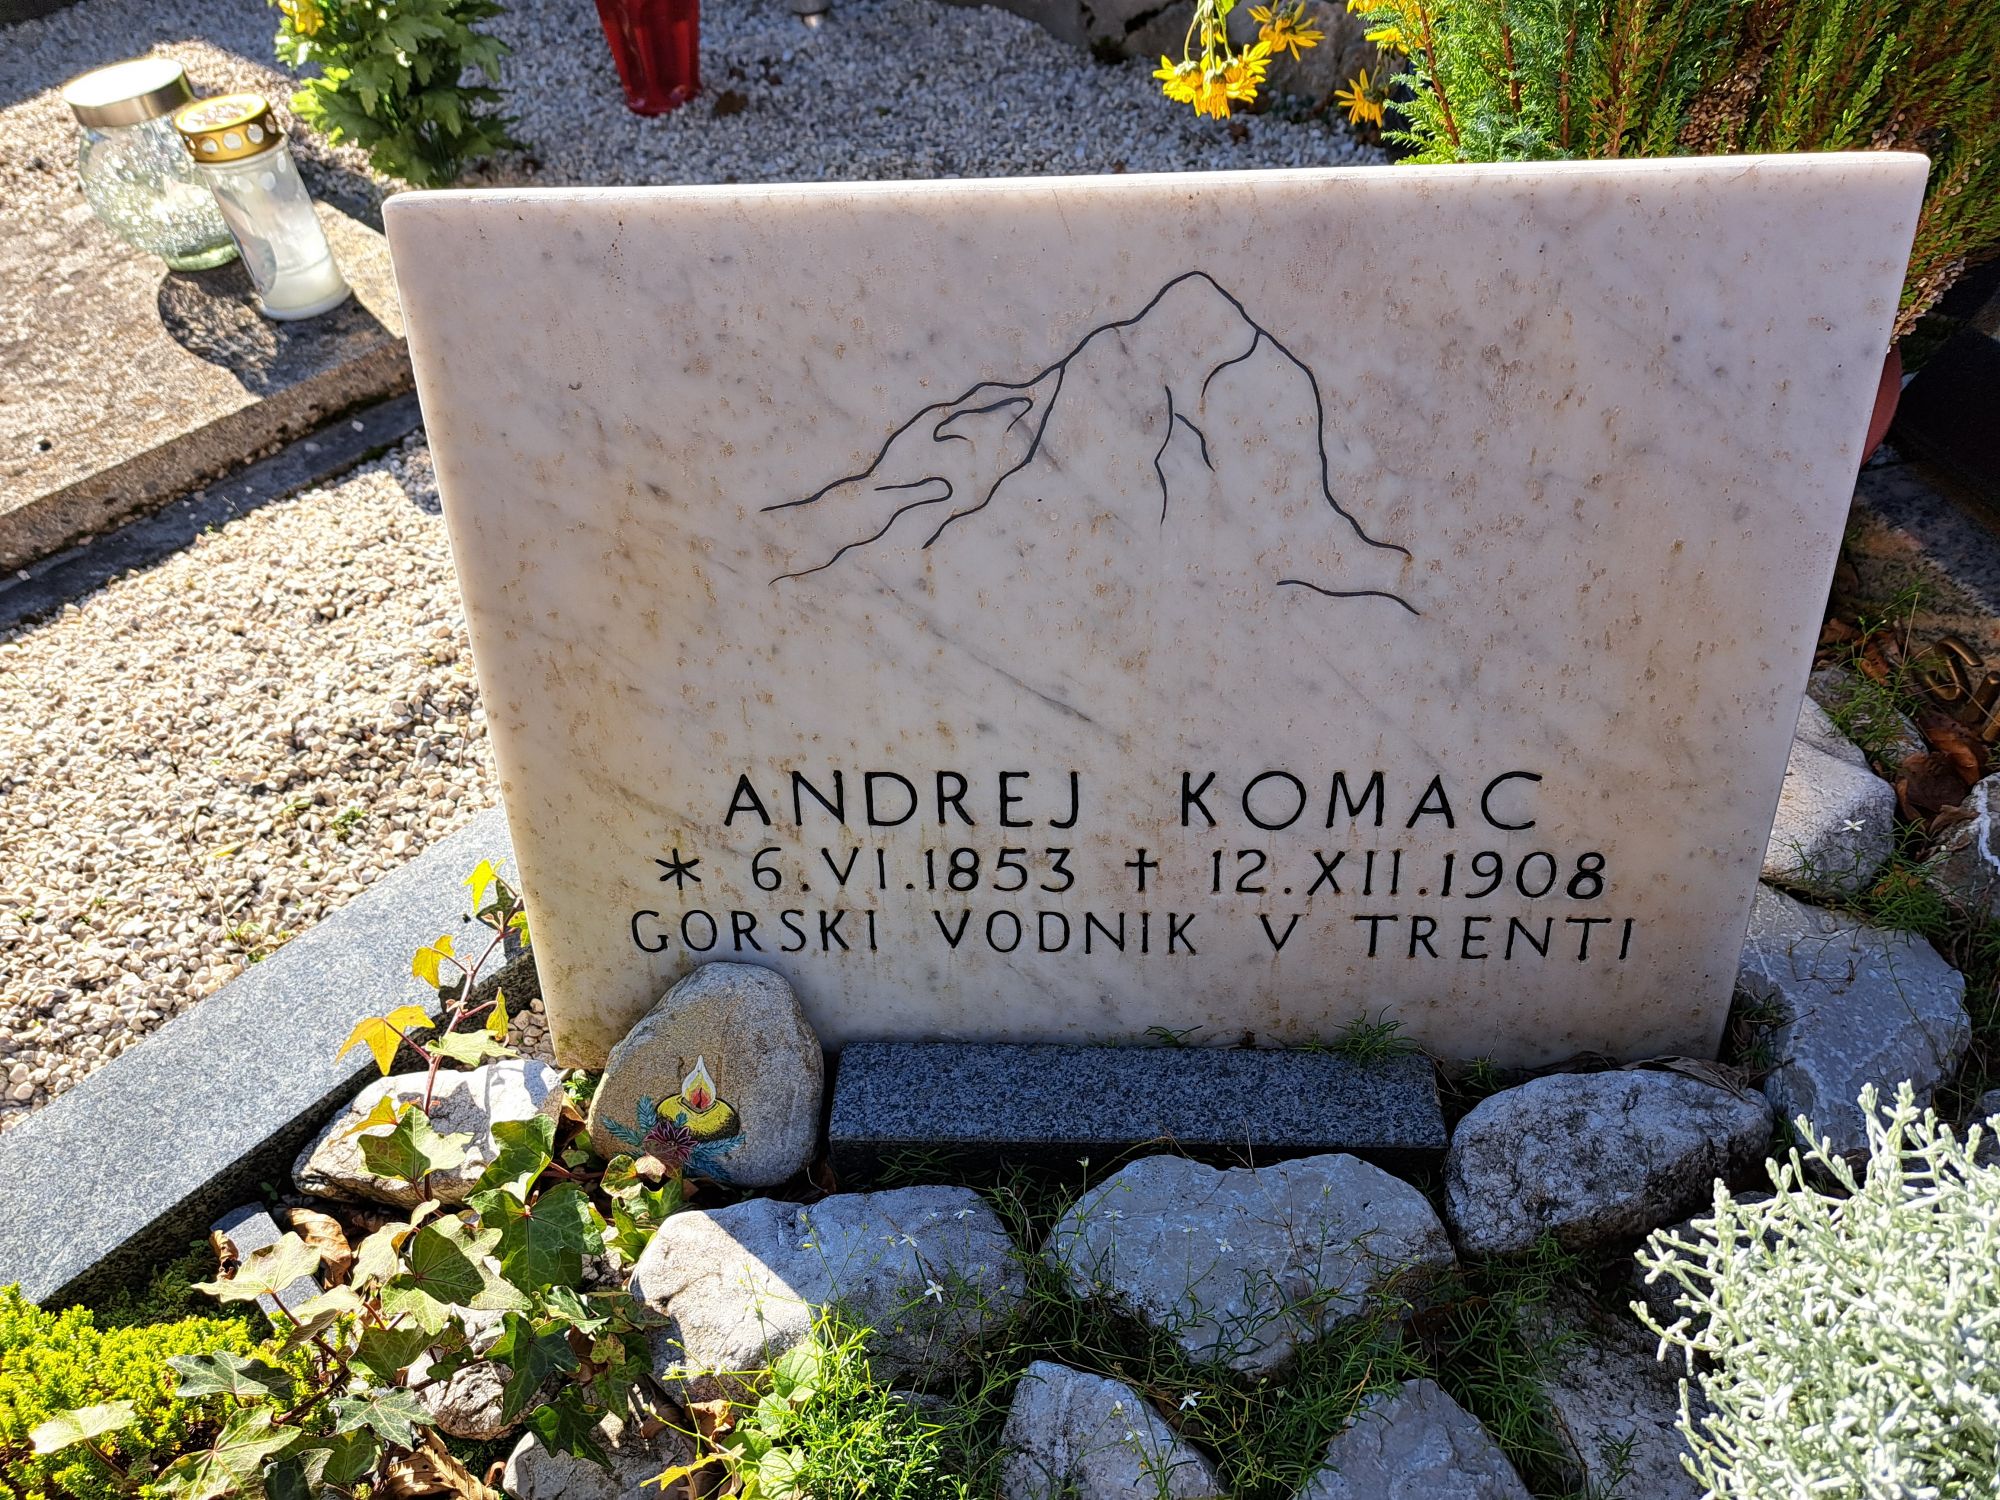 ANDREJ KOMAC
* 6.VI.1853 † 12.XII.1908
GORSKI VODNIK V TRENTI